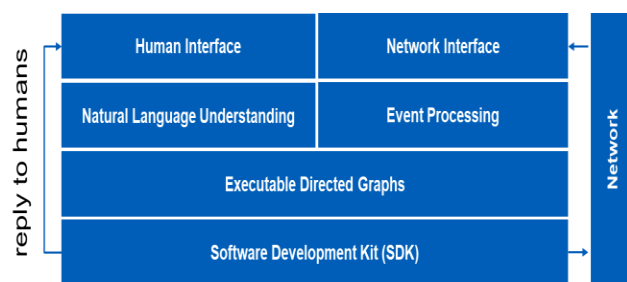 Human Interface
Network Interface
Natural Language Understanding
Event Processing
Executable Directed Graphs
Software Development Kit (SDK)
reply to humans
Network